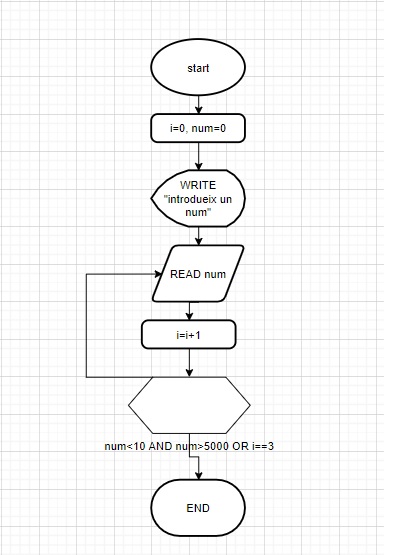 start
i=0, num=0
WRITE
"introdueix un
num"
READ num
i=i+1
num<10 AND num>5000 OR i==3
END